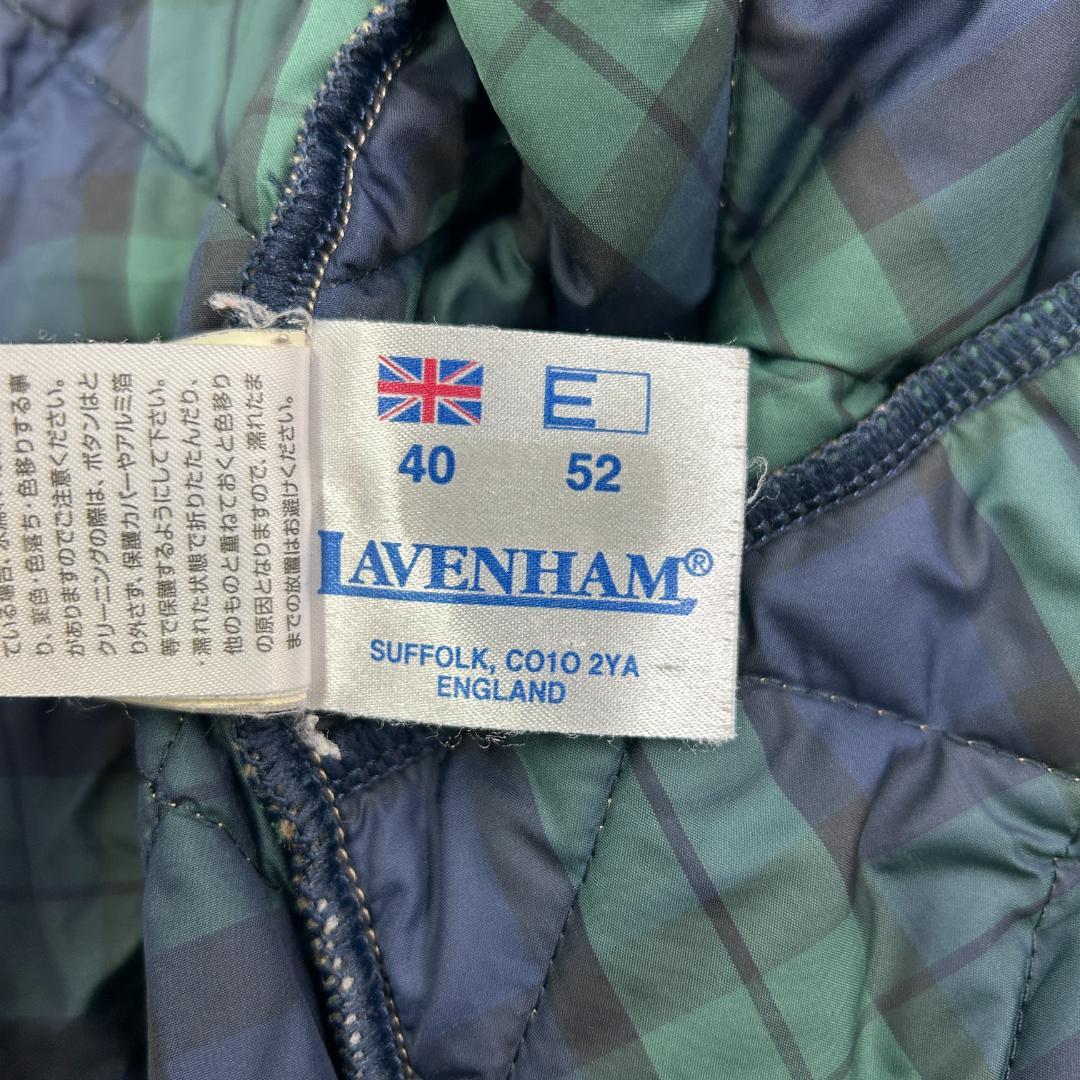 40
E
52
LAVENHAM®
SUFFOLK, CO10 2YA
ENGLAND
り、変色・色落ち・色移りする事
がありますのでご注意ください。
クリーニングの際は、ボタンはと
り外さず、保護カバーやアルミ箔
等で保護するようにして下さい。
・濡れた状態で折りたたんだり、
他のものと重ねておくと色移り
の原因となりますので、濡れたま
までの放置はお避けください。